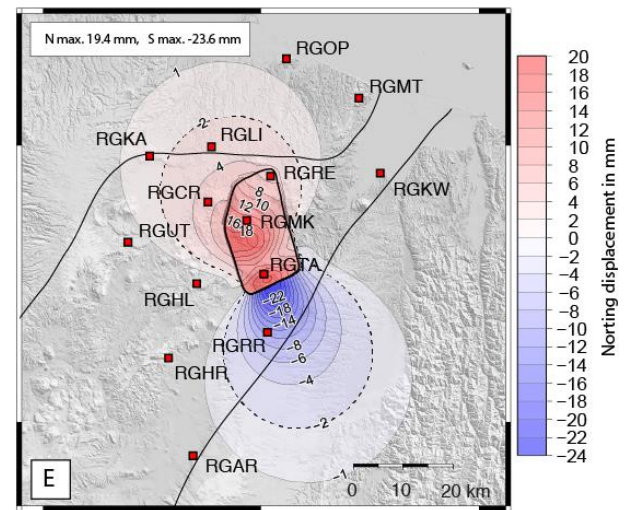 N max. 19.4 mm, S max. -23.6 mm
RGOP
RGMT
1
2
RGLI
RGKA
4
RGRE
RGKW
RGCR
8
10
12
16
18
RGMK
RGUT
RGTA
RGHL
-22
-18
-14
RGRR
-8
-6
-4
RGHR
-2
RGAR
-1
E
0 10 20 km
20
18
16
14
12
10
8
6
4
2
0
-2
-4
-6
-8
-10
-12
-14
-16
-18
-20
-22
-24
Norting displacement in mm